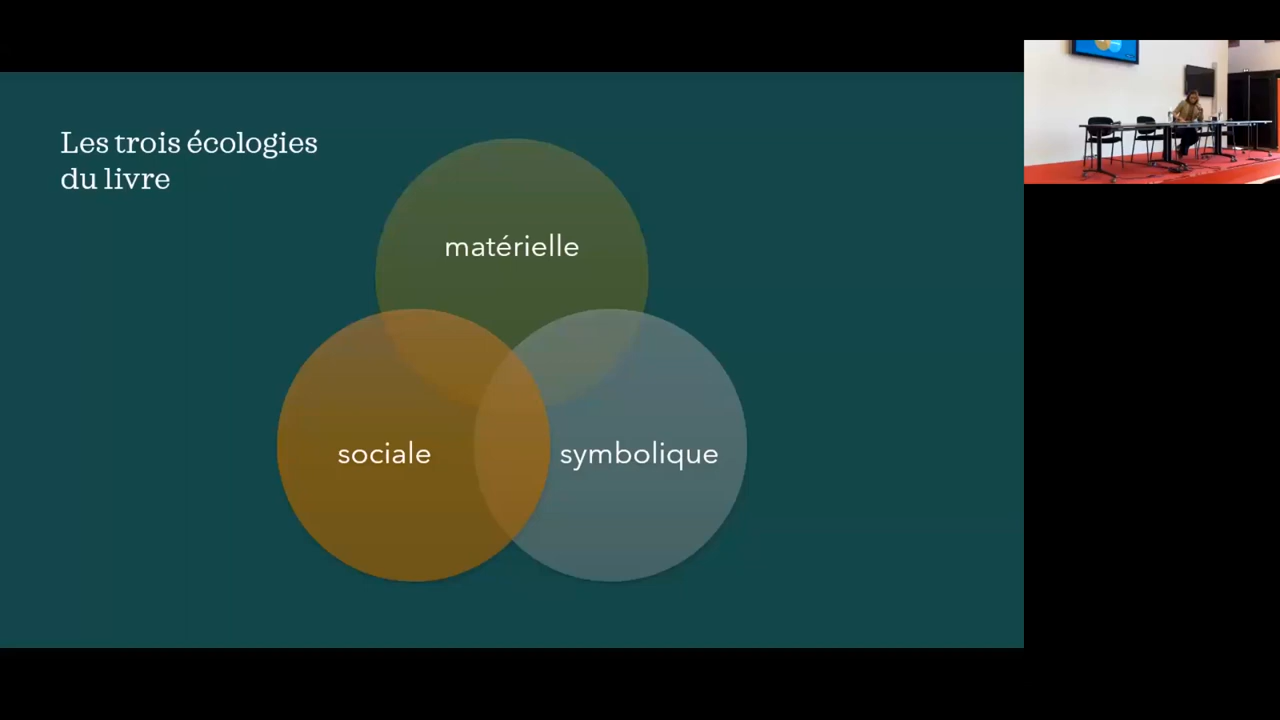 Les trois écologies
du livre
matérielle
sociale
symbolique